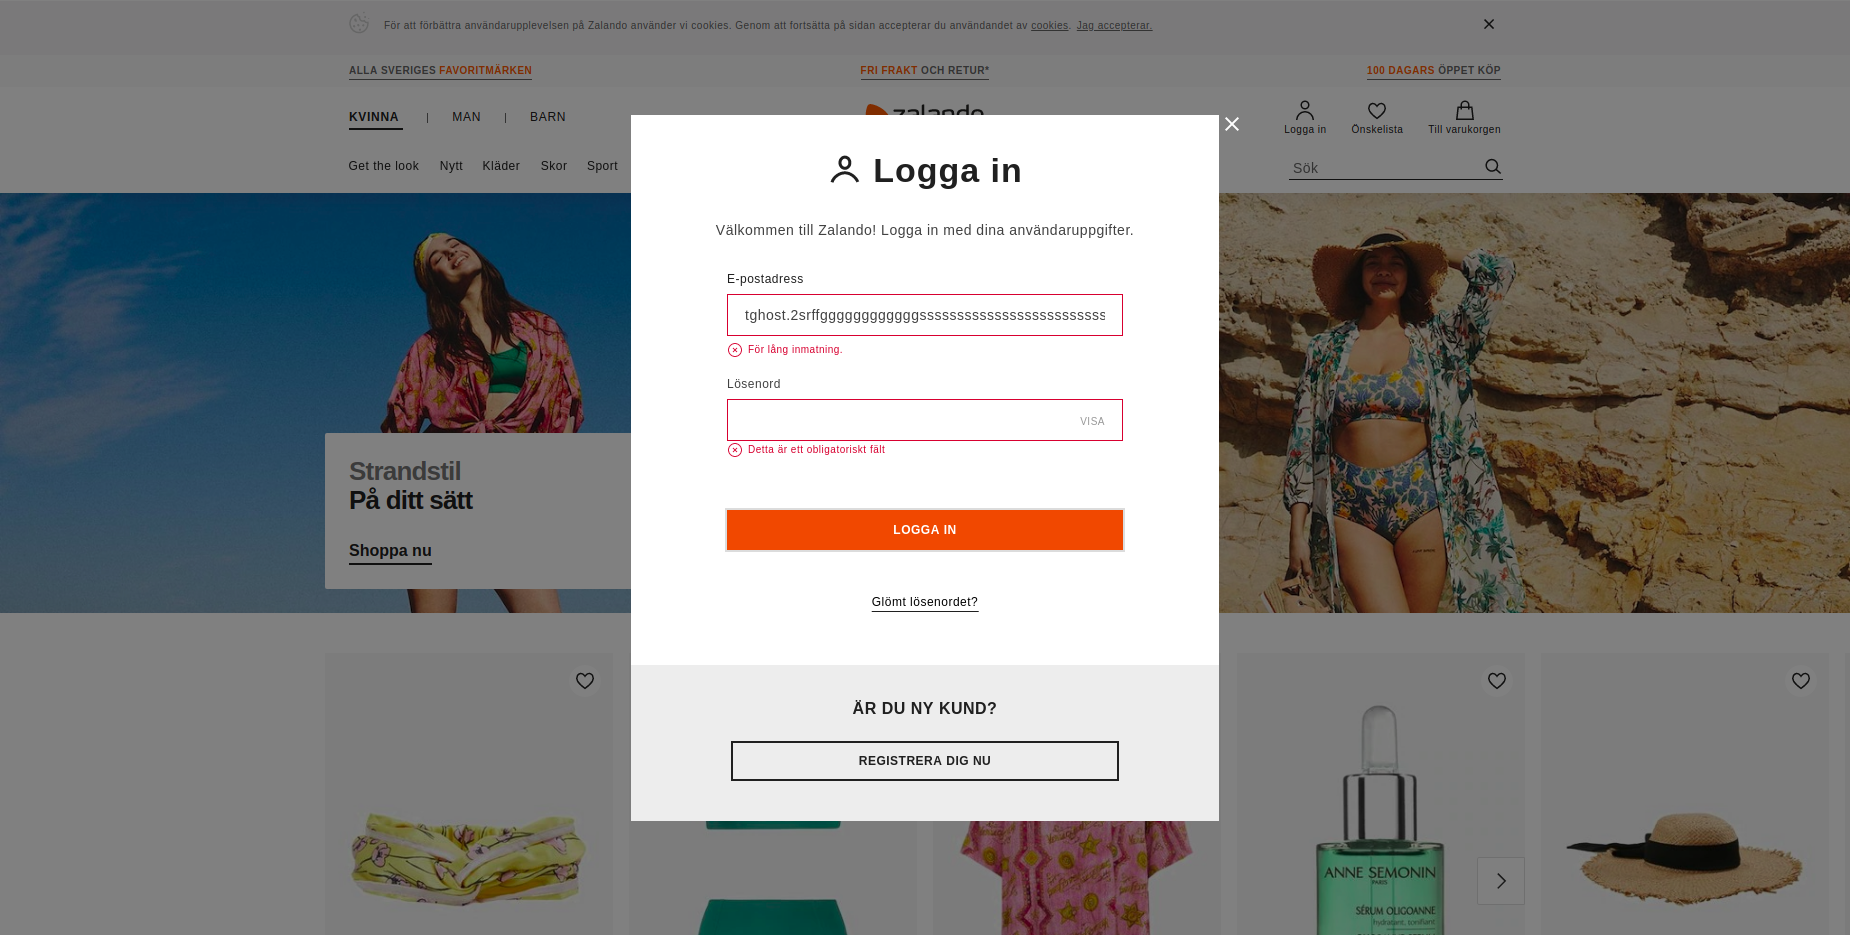 För att förbättra användarupplevelsen på Zalando använder vi cookies. Genom att fortsätta på sidan accepterar du användandet av cookies. Jag accepterar.
ALLA SVERIGES FAVORITMÄRKEN
FRI FRAKT OCH RETUR*
100 DAGARS ÖPPET KÖP
KVINNA | MAN | BARN
zalando
Logga in
Önskelista
Till varukorgen
Get the look Nytt Kläder Skor Sport
Sök
Logga in
Välkommen till Zalando! Logga in med dina användaruppgifter.
E-postadress
För lång inmatning.
Lösenord
VISA
Detta är ett obligatoriskt fält
LOGGA IN
Glömt lösenordet?
ÄR DU NY KUND?
REGISTRERA DIG NU
Strandstil
På ditt sätt
Shoppa nu
ANNE SEMONIN
PARIS
SÉRUM OLIGOANNE
hydratant, tonifiant